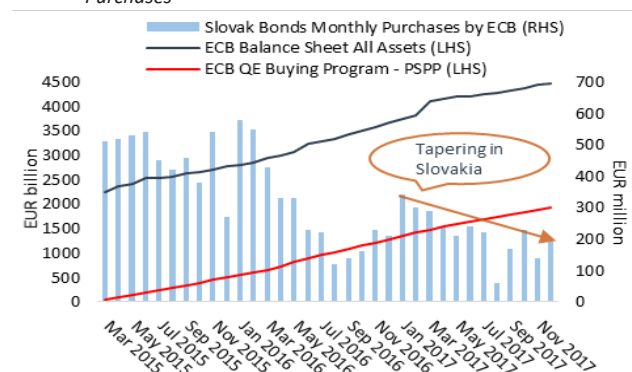 Purchases
Slovak Bonds Monthly Purchases by ECB (RHS)
ECB Balance Sheet All Assets (LHS)
ECB QE Buying Program - PSPP (LHS)
4500
4000
3500
3000
2500
2000
1500
1000
500
0
EUR billion
Tapering in
Slovakia
700
600
500
400
300
200
100
0
EUR million
Mar 2015
May 2015
Jul 2015
Sep 2015
Nov 2015
Jan 2016
Mar 2016
May 2016
Jul 2016
Sep 2016
Nov 2016
Jan 2017
Mar 2017
May 2017
Jul 2017
Sep 2017
Nov 2017